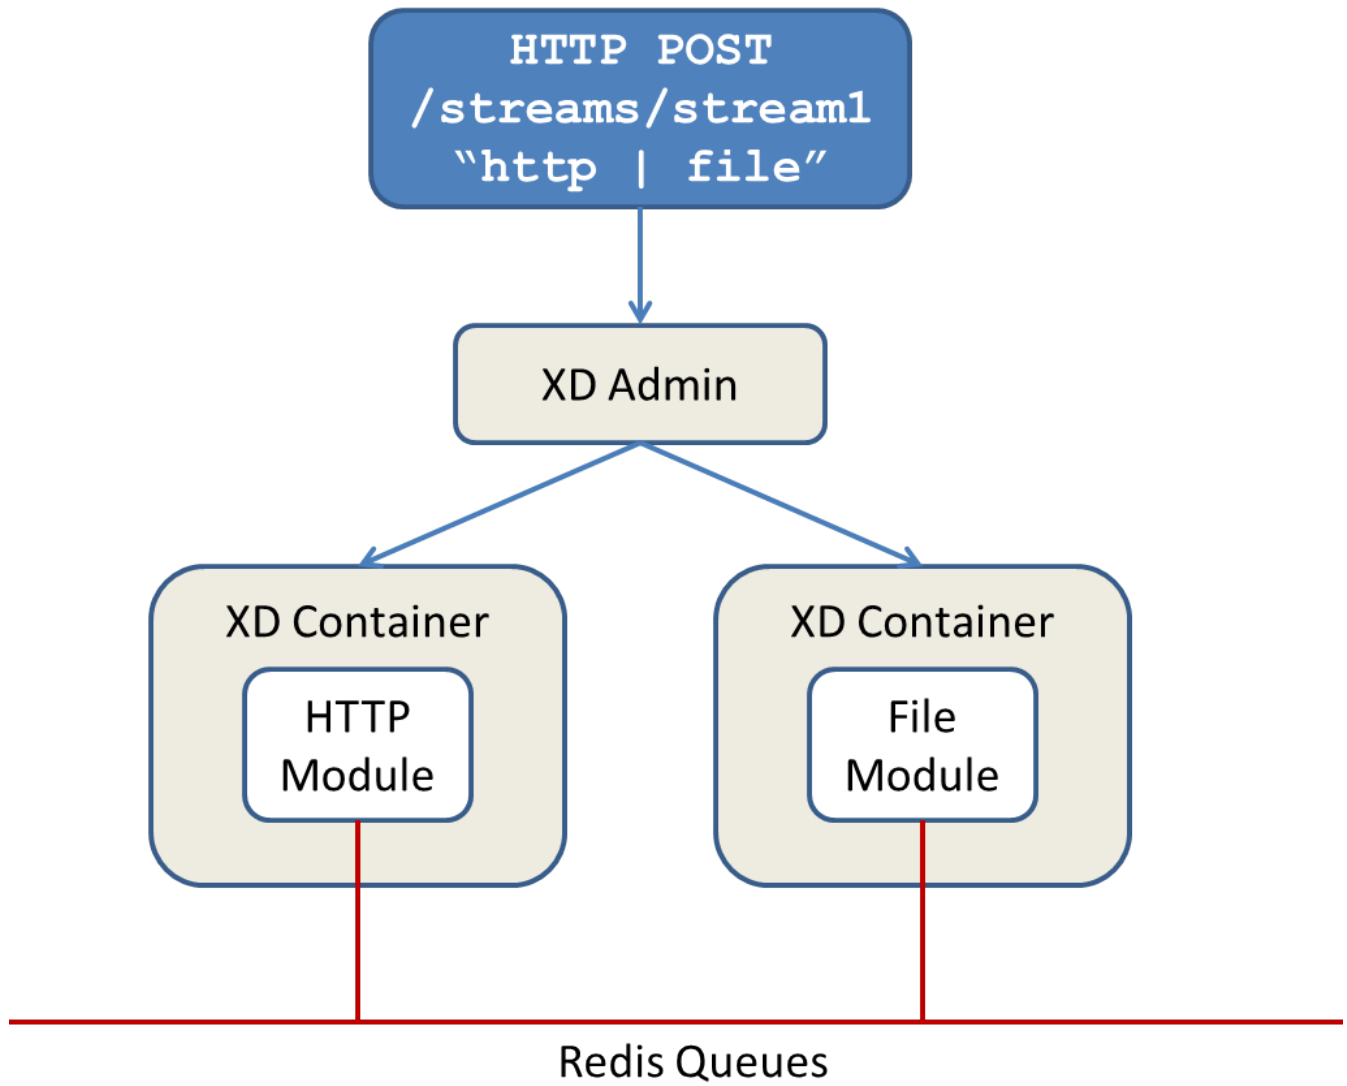 HTTP POST
/streams/stream1
“http | file”
XD Admin
XD Container
HTTP
Module
XD Container
File
Module
Redis Queues